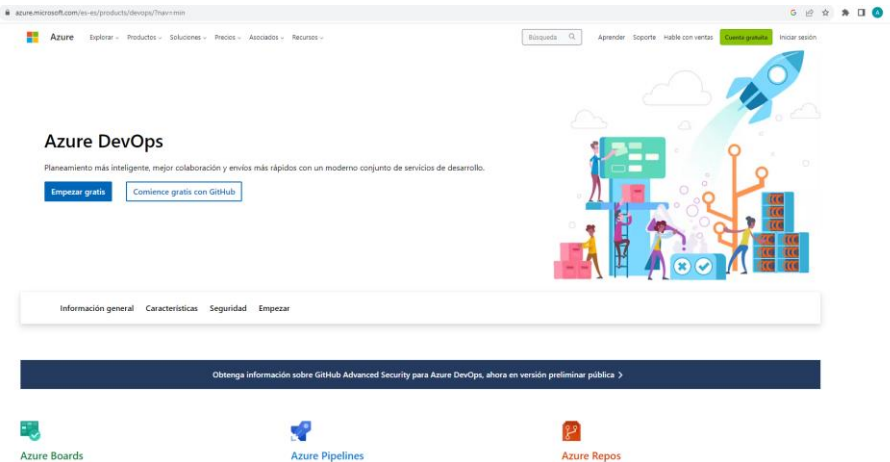 azure.microsoft.com/es-es/products/devops/?nav=min
Azure Explorar Productos Soluciones Precios Asociados Recursos Búsqueda Aprender Soporte Hable con ventas Cuenta gratuita Iniciar sesión
Azure DevOps
Planeamiento más inteligente, mejor colaboración y envíos más rápidos con un moderno conjunto de servicios de desarrollo.
Empezar gratis Comience gratis con GitHub
Información general Características Seguridad Empezar
Obtenga información sobre GitHub Advanced Security para Azure DevOps, ahora en versión preliminar pública >
Azure Boards Azure Pipelines Azure Repos